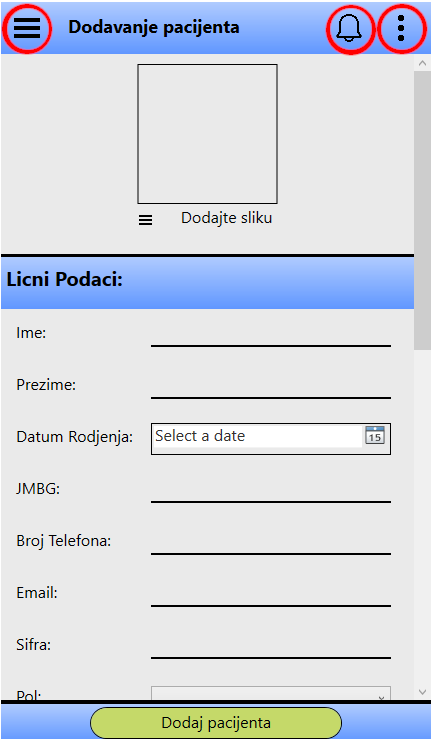 Dodavanje pacijenta
Dodajte sliku
Licni Podaci:
Ime:
Prezime:
Datum Rodjenja: Select a date 15
JMBG:
Broj Telefona:
Email:
Sifra:
Pol:
Dodaj pacijenta